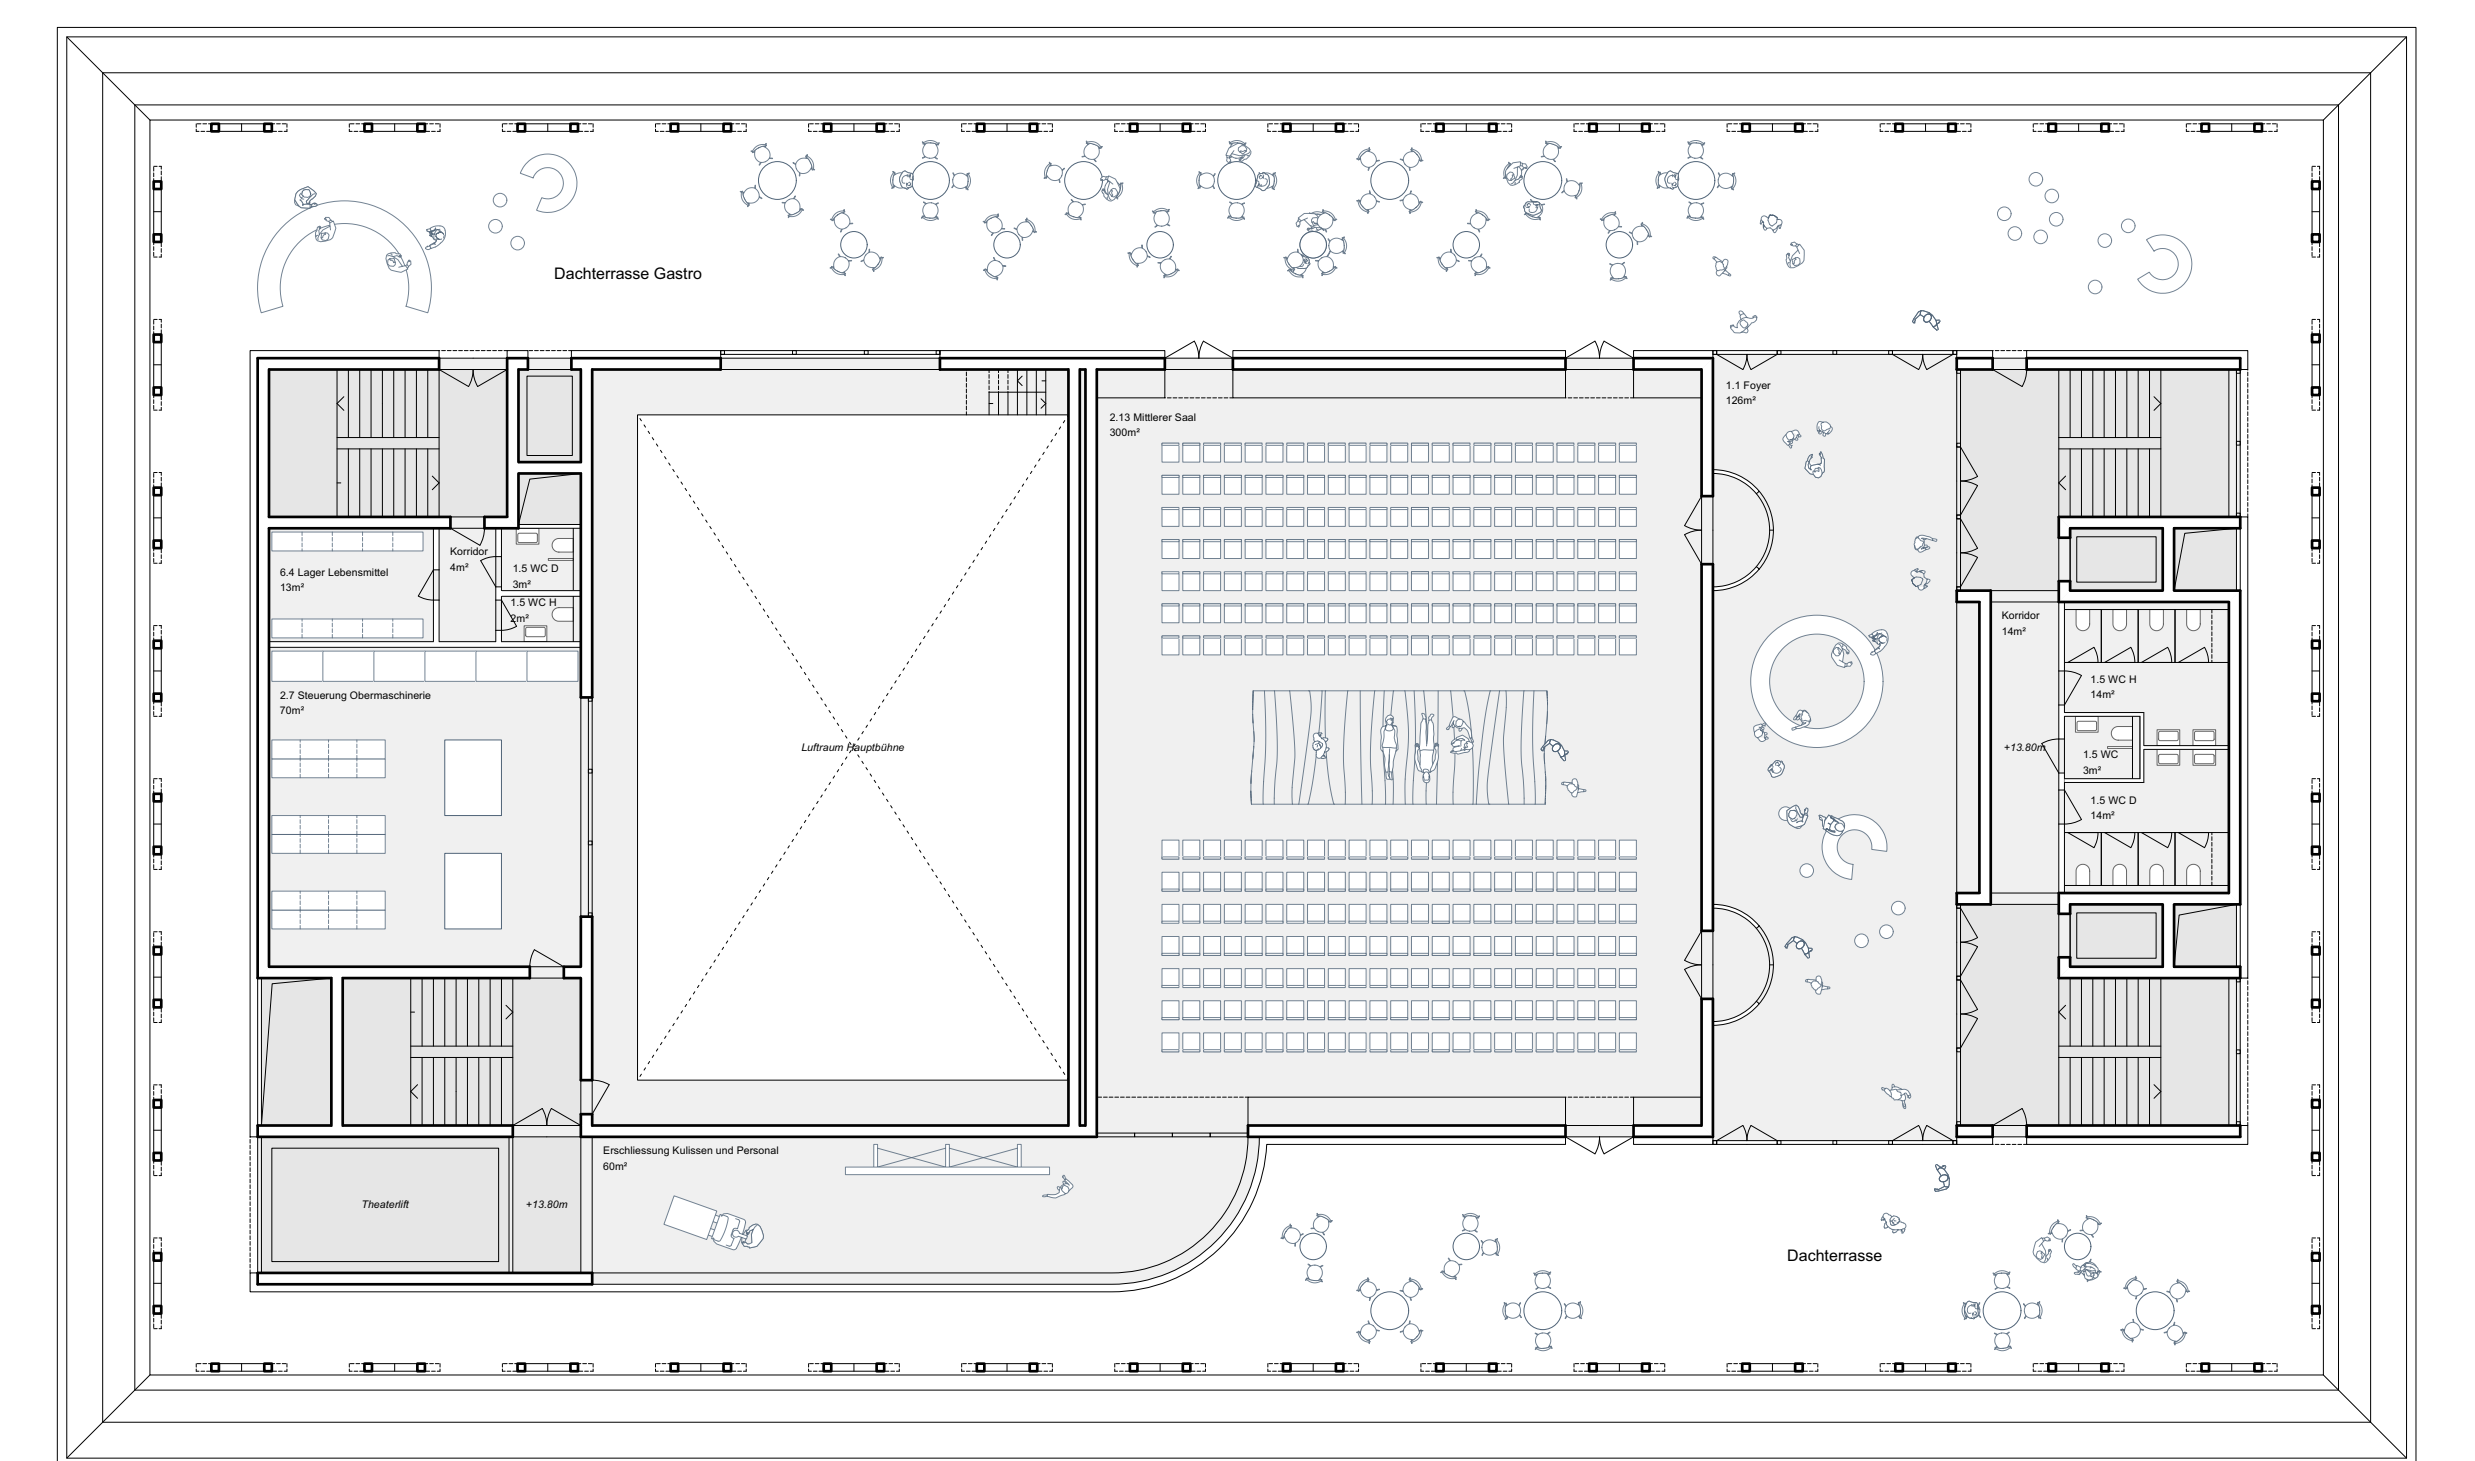 Dachterrasse Gastro
1.1 Foyer
126m²
2.13 Mittlerer Saal
300m²
Korridor
4m²
1.5 WC D
3m²
6.4 Lager Lebensmittel
13m²
1.5 WC H
2m²
Korridor
14m²
2.7 Steuerung Obermaschinerie
70m²
1.5 WC H
14m²
Luftraum Hauptbühne
+13.80m
1.5 WC
3m²
1.5 WC D
14m²
Erschliessung Kulissen und Personal
60m²
Theaterlift
+13.80m
Dachterrasse